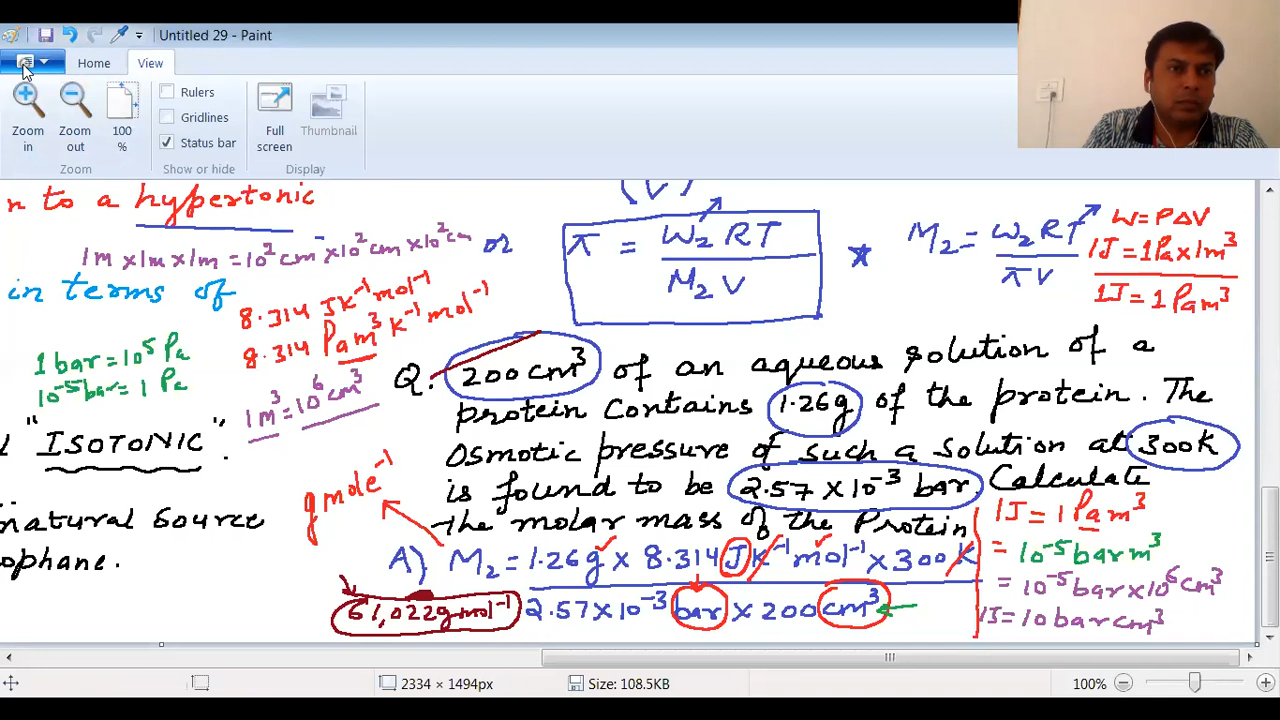 Untitled 29 - Paint
Home View
Rulers
Gridlines
Status bar
Zoom in
Zoom out
100 %
Full screen
Thumbnail
Zoom
Show or hide
Display
n to a hypertonic
1m x 1m x 1m = 10² cm x 10² cm x 10² cm
or
in terms of
8.314 JK⁻¹ mol⁻¹
8.314 Pa m³ K⁻¹ mol⁻¹
1 bar = 10⁵ Pa
10⁻⁵ bar = 1 Pa
1m³ = 10⁶ cm³
" ISOTONIC " .
natural Source
ophane.
(V)
π = W₂ RT / M₂ V
M₂ = W₂ RT / π V
W = PΔV
1J = 1Pa x 1m³
1J = 1 Pa m³
Q. 200 cm³ of an aqueous solution of a
protein contains 1.26g of the protein. The
Osmotic pressure of such a solution at 300K
is found to be 2.57 x 10⁻³ bar. Calculate
the molar mass of the Protein
g mole⁻¹
A) M₂ = 1.26g x 8.314 J K⁻¹ mol⁻¹ x 300 K
2.57 x 10⁻³ bar x 200 cm³
61,022 g mol⁻¹
1J = 1 Pa m³
= 10⁻⁵ bar m³
= 10⁻⁵ bar x 10⁶ cm³
1J = 10 bar cm³
2334 × 1494px
Size: 108.5KB
100%